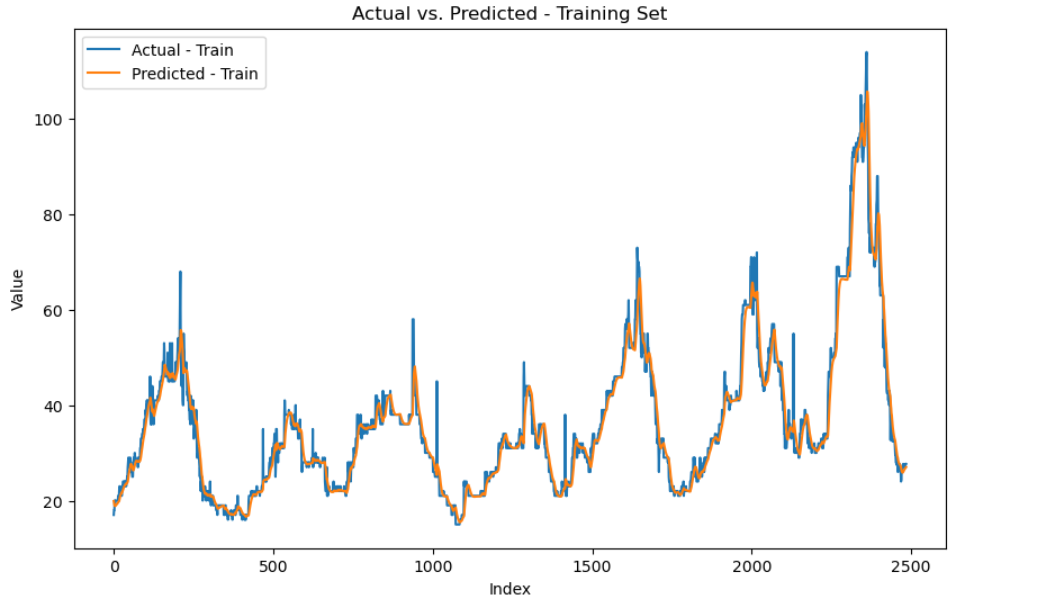 Actual vs. Predicted - Training Set
Actual - Train
Predicted - Train
100
80
60
40
20
Value
0
500
1000
1500
2000
2500
Index